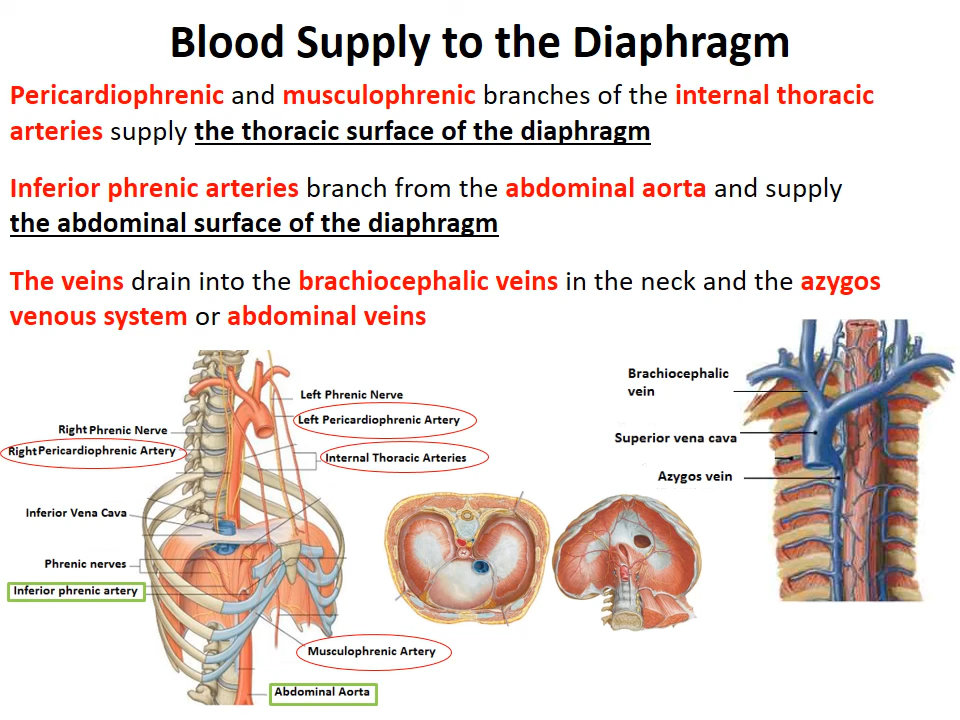 Blood Supply to the Diaphragm
Pericardiophrenic and musculophrenic branches of the internal thoracic
arteries supply the thoracic surface of the diaphragm
Inferior phrenic arteries branch from the abdominal aorta and supply
the abdominal surface of the diaphragm
The veins drain into the brachiocephalic veins in the neck and the azygos
venous system or abdominal veins
Left Phrenic Nerve
Left Pericardiophrenic Artery
Right Phrenic Nerve
Right Pericardiophrenic Artery
Internal Thoracic Arteries
Inferior Vena Cava
Phrenic nerves
Inferior phrenic artery
Musculophrenic Artery
Abdominal Aorta
Brachiocephalic
vein
Superior vena cava
Azygos vein